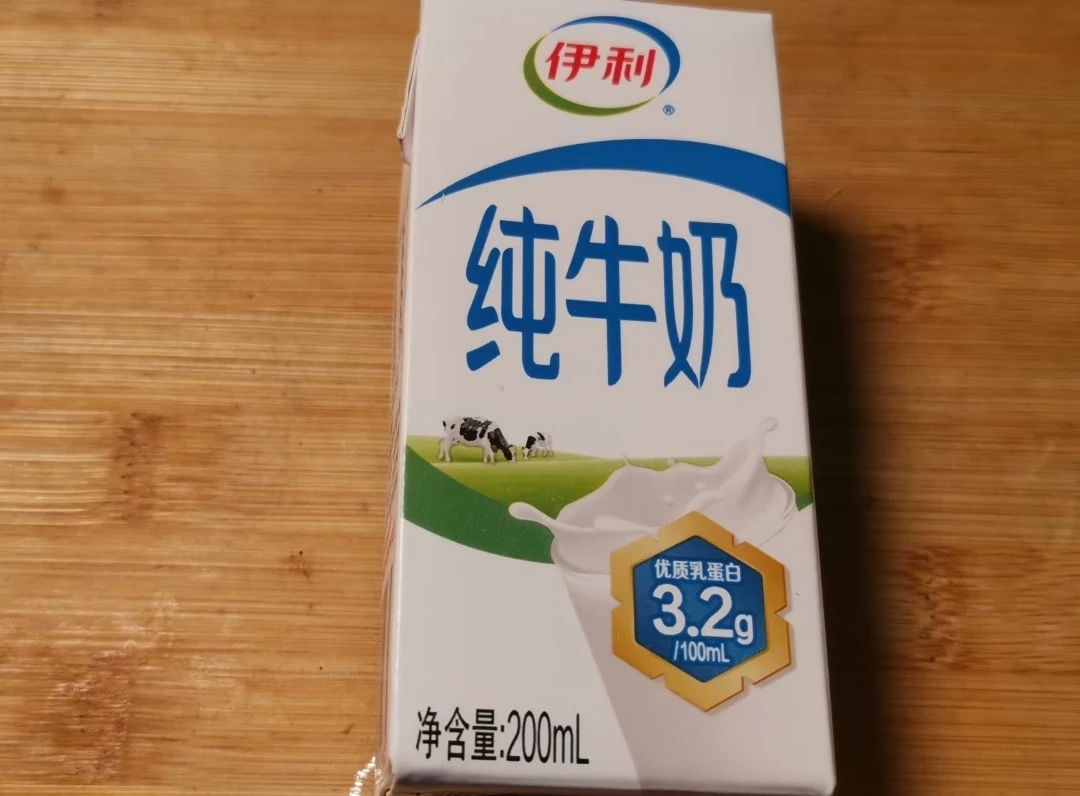 伊利
®
纯牛奶
优质乳蛋白
3.2g
/100mL
净含量:200mL